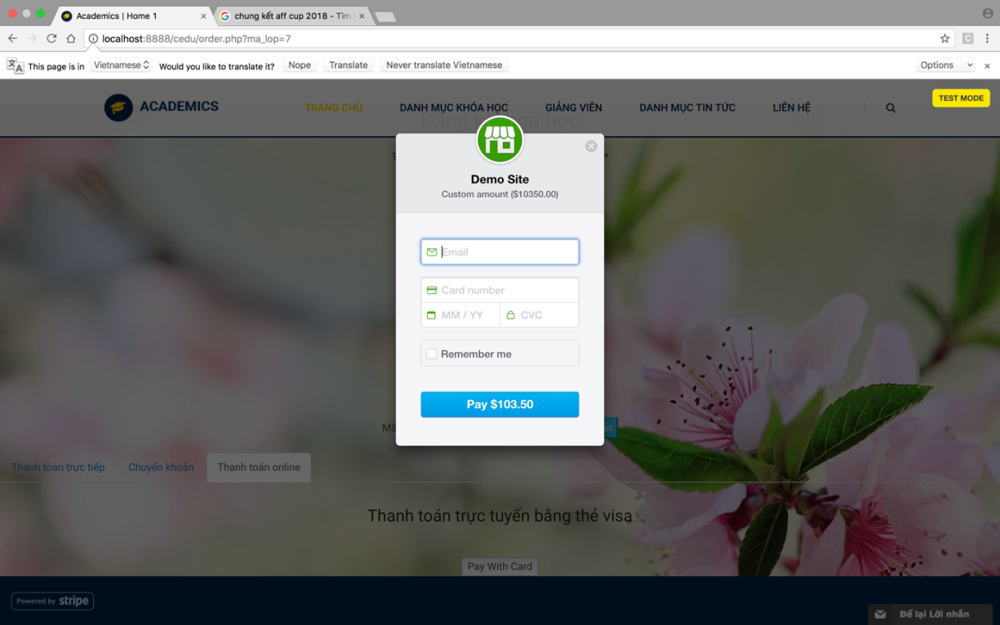 Academics | Home 1
chung kết aff cup 2018 - Tìm
localhost:8888/cedu/order.php?ma_lop=7
This page is in Vietnamese Would you like to translate it? Nope Translate Never translate Vietnamese Options
ACADEMICS TRANG CHỦ DANH MỤC KHÓA HỌC GIẢNG VIÊN DANH MỤC TIN TỨC LIÊN HỆ
TEST MODE
Đăng ký khóa học
Demo Site
Custom amount ($10350.00)
Email
Card number
MM / YY CVC
Remember me
Pay $103.50
Thanh toán trực tiếp Chuyển khoản Thanh toán online
Thanh toán trực tuyến bằng thẻ visa
Pay With Card
Powered by stripe
Để lại Lời nhắn